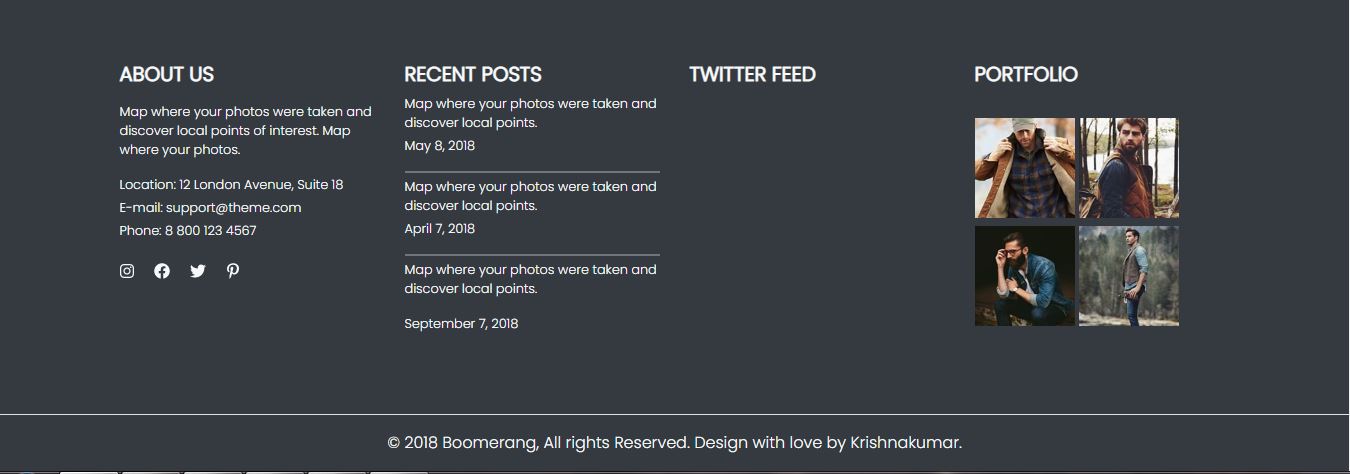 ABOUT US
Map where your photos were taken and
discover local points of interest. Map
where your photos.
Location: 12 London Avenue, Suite 18
E-mail: support@theme.com
Phone: 8 800 123 4567
RECENT POSTS
Map where your photos were taken and
discover local points.
May 8, 2018
Map where your photos were taken and
discover local points.
April 7, 2018
Map where your photos were taken and
discover local points.
September 7, 2018
TWITTER FEED
PORTFOLIO
© 2018 Boomerang, All rights Reserved. Design with love by Krishnakumar.